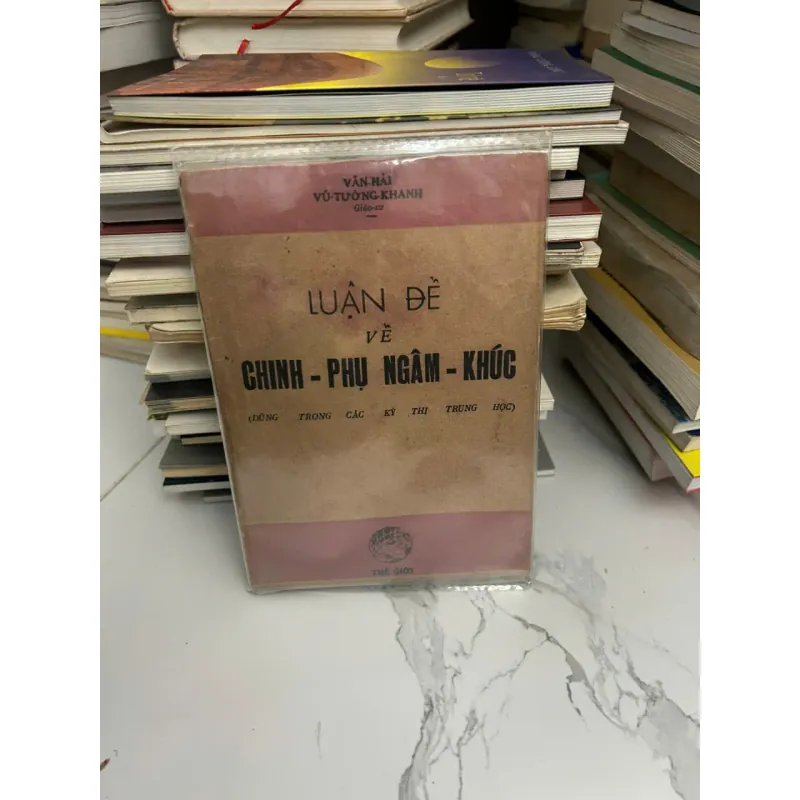 VĂN-HẢI
VŨ-TƯỜNG-KHANH
Giáo-sư
LUẬN ĐỀ
VỀ
CHINH - PHỤ NGÂM - KHÚC
(DÙNG TRONG CÁC KỲ THI TRUNG HỌC)
THẾ GIỚI